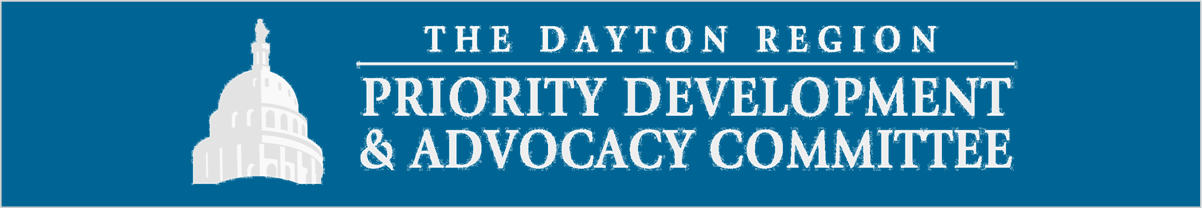 THE DAYTON REGION
PRIORITY DEVELOPMENT
& ADVOCACY COMMITTEE